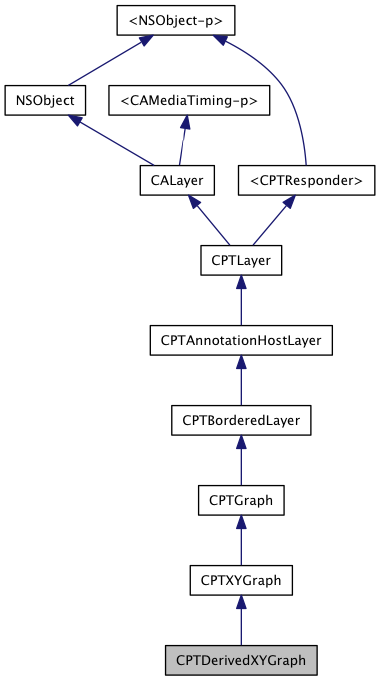 <NSObject-p>
NSObject
<CAMediaTiming-p>
CALayer
<CPTResponder>
CPTLayer
CPTAnnotationHostLayer
CPTBorderedLayer
CPTGraph
CPTXYGraph
CPTDerivedXYGraph